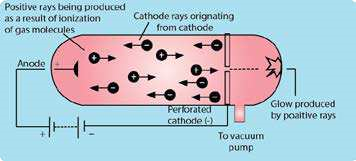 Positive rays being produced
as a result of ionization
of gas molecules
Cathode rays orignating
from cathode
Anode
+
Perforated
cathode (-)
Glow produced
by poaitive rays
To vacuum
pump
+
−